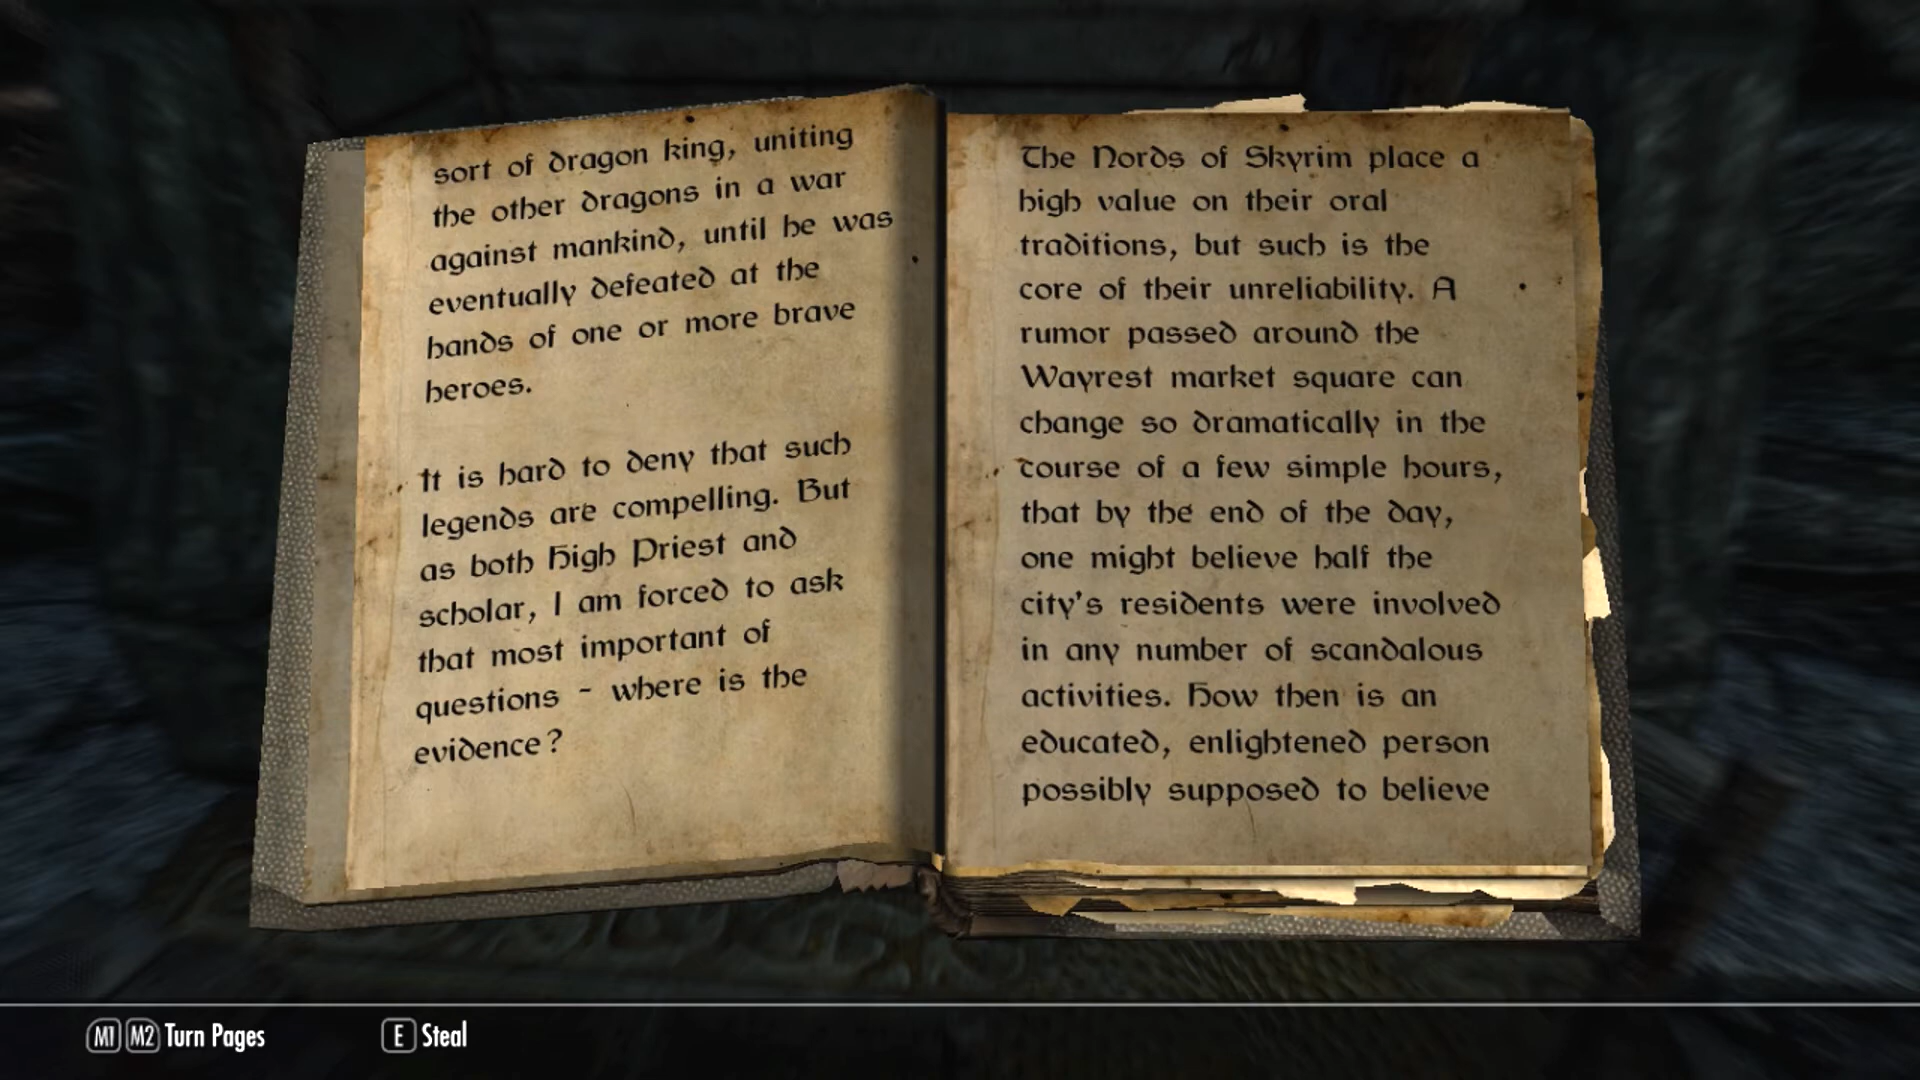 sort of dragon king, uniting
the other dragons in a war
against mankind, until he was
eventually defeated at the
hands of one or more brave
heroes.
It is hard to deny that such
legends are compelling. But
as both High Priest and
scholar, I am forced to ask
that most important of
questions - where is the
evidence?
The Nords of Skyrim place a
high value on their oral
traditions, but such is the
core of their unreliability. A
rumor passed around the
Wayrest market square can
change so dramatically in the
course of a few simple hours,
that by the end of the day,
one might believe half the
city's residents were involved
in any number of scandalous
activities. How then is an
educated, enlightened person
possibly supposed to believe
M1 M2 Turn Pages
E Steal